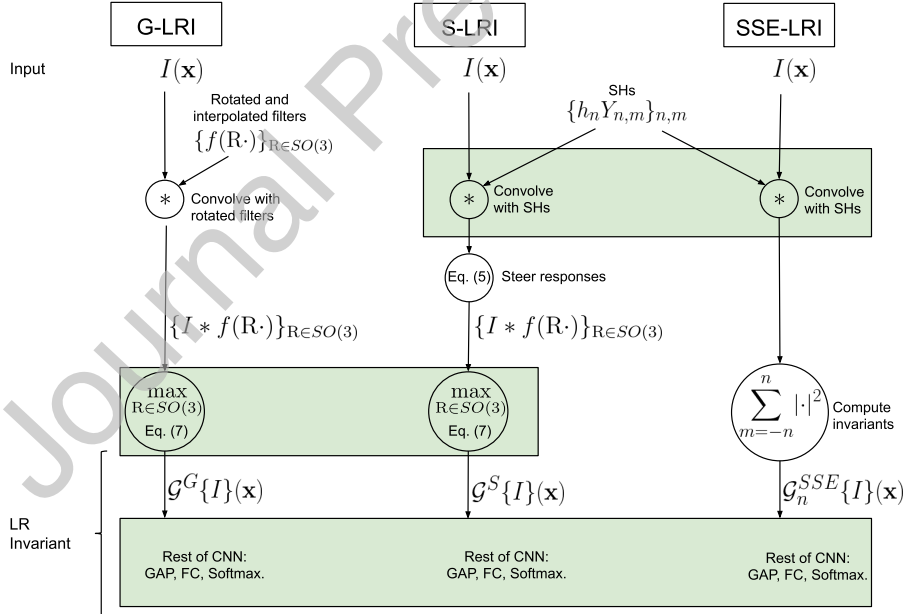 G-LRI
S-LRI
SSE-LRI
Input
I(x)
I(x)
I(x)
Rotated and
interpolated filters
{f(R·)}_{R∈SO(3)}
SHs
{h_n Y_{n,m}}_{n,m}
*
Convolve with
rotated filters
*
Convolve
with SHs
*
Convolve
with SHs
Eq. (5)
Steer responses
{I * f(R·)}_{R∈SO(3)}
{I * f(R·)}_{R∈SO(3)}
max
R∈SO(3)
Eq. (7)
max
R∈SO(3)
Eq. (7)
n
∑ |·|²
m=−n
Compute
invariants
𝒢^G{I}(x)
𝒢^S{I}(x)
𝒢_n^{SSE}{I}(x)
LR
Invariant
Rest of CNN:
GAP, FC, Softmax.
Rest of CNN:
GAP, FC, Softmax.
Rest of CNN:
GAP, FC, Softmax.
Journal Pre